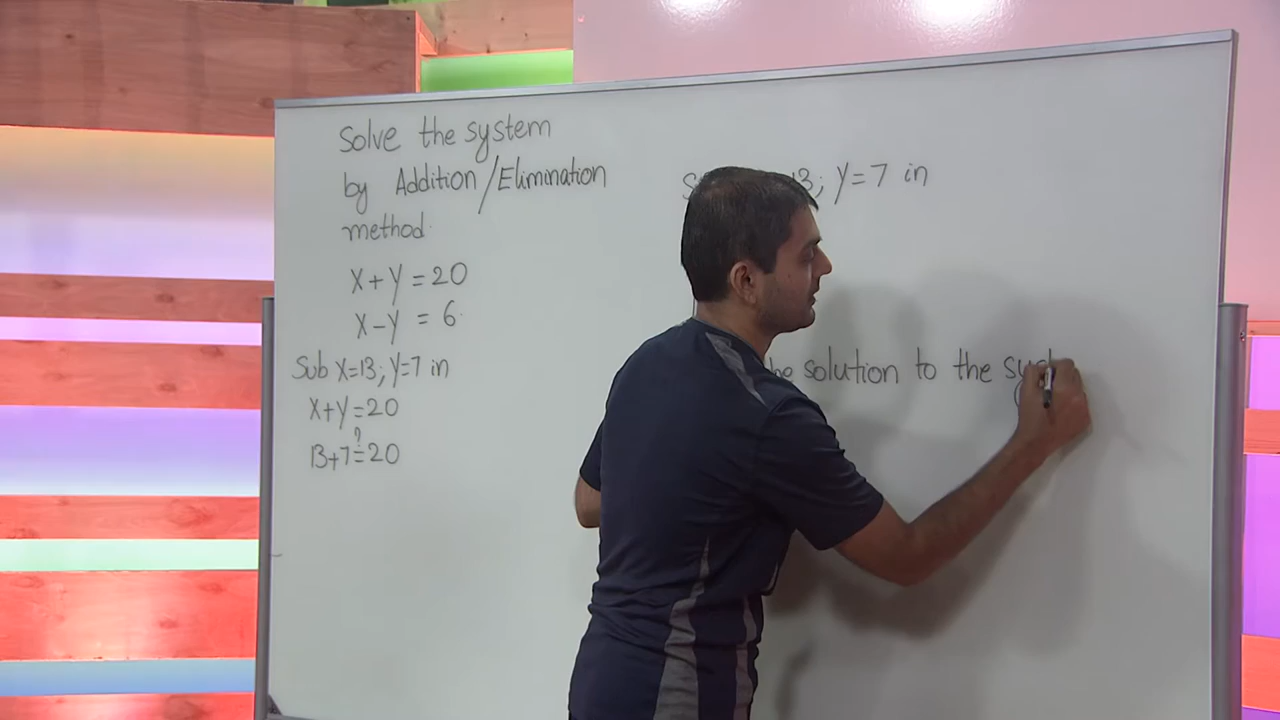 Solve the system
by Addition/Elimination
method.
X+Y=20
X-Y=6.
Sub X=13; Y=7 in
X+Y=20
?
13+7=20
13; Y=7 in
solution to the